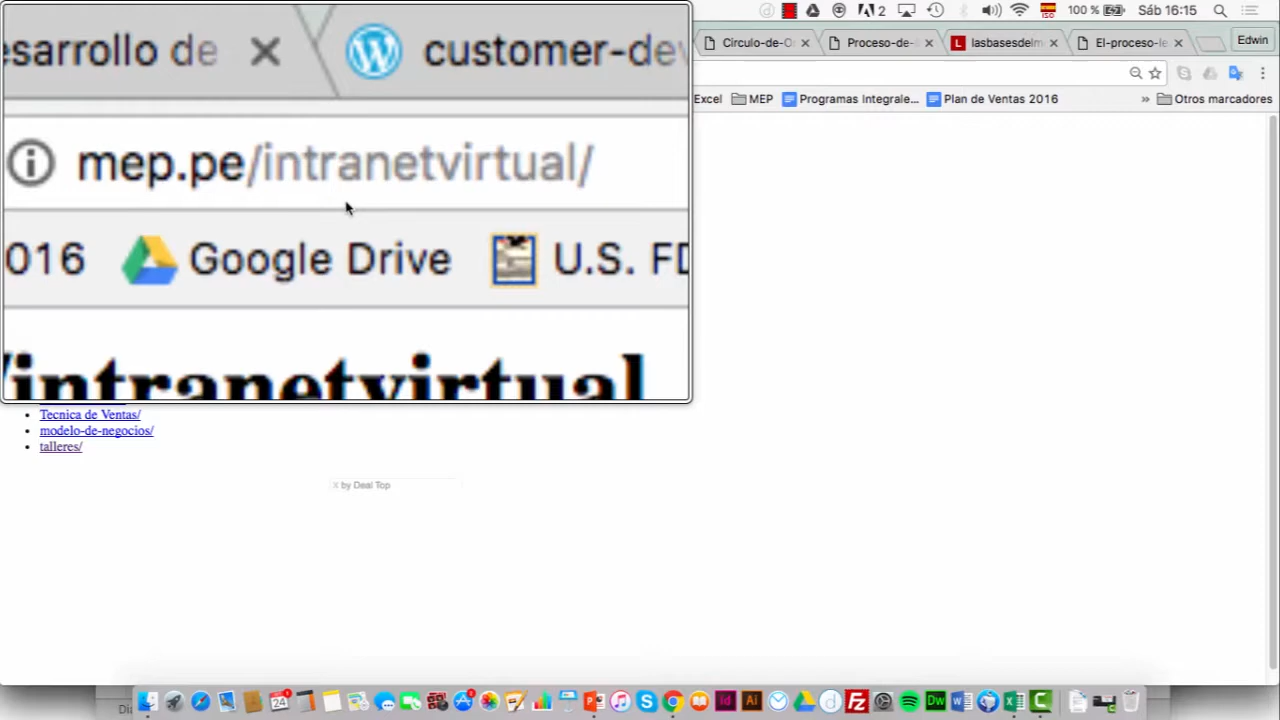 2 100 % Sáb 16:15
esarrollo de customer-de
Circulo-de-O Proceso-de- lasbasesdelm El-proceso-le Edwin
mep.pe/intranetvirtual/
Excel MEP Programas Integrale... Plan de Ventas 2016 » Otros marcadores
016 Google Drive U.S. FD
/intranetvirtual
Tecnica de Ventas/
modelo-de-negocios/
talleres/
X by Deal Top